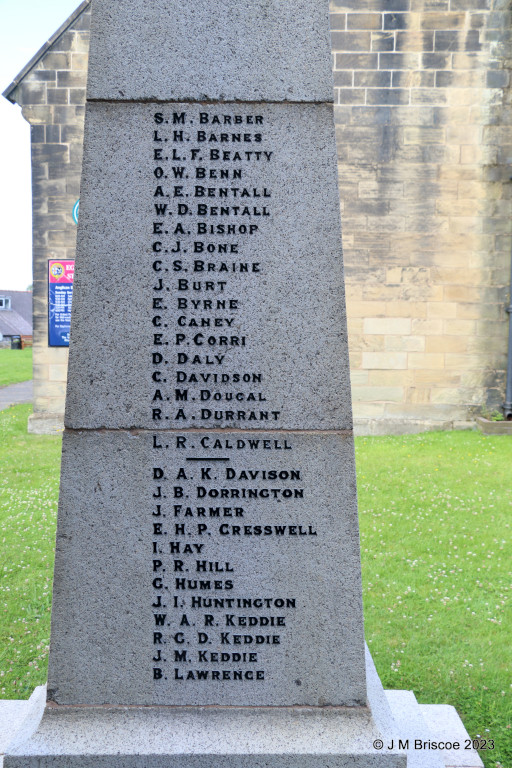 S. M. BARBER
L. H. BARNES
E. L. F. BEATTY
O. W. BENN
A. E. BENTALL
W. D. BENTALL
E. A. BISHOP
C. J. BONE
C. S. BRAINE
J. BURT
E. BYRNE
C. CANEY
E. P. CORRI
D. DALY
C. DAVIDSON
A. M. DOUGAL
R. A. DURRANT
L. R. CALDWELL
D. A. K. DAVISON
J. B. DORRINGTON
J. FARMER
E. H. P. CRESSWELL
I. HAY
P. R. HILL
G. HUMES
J. I. HUNTINGTON
W. A. R. KEDDIE
R. G. D. KEDDIE
J. M. KEDDIE
B. LAWRENCE
© J M Briscoe 2023